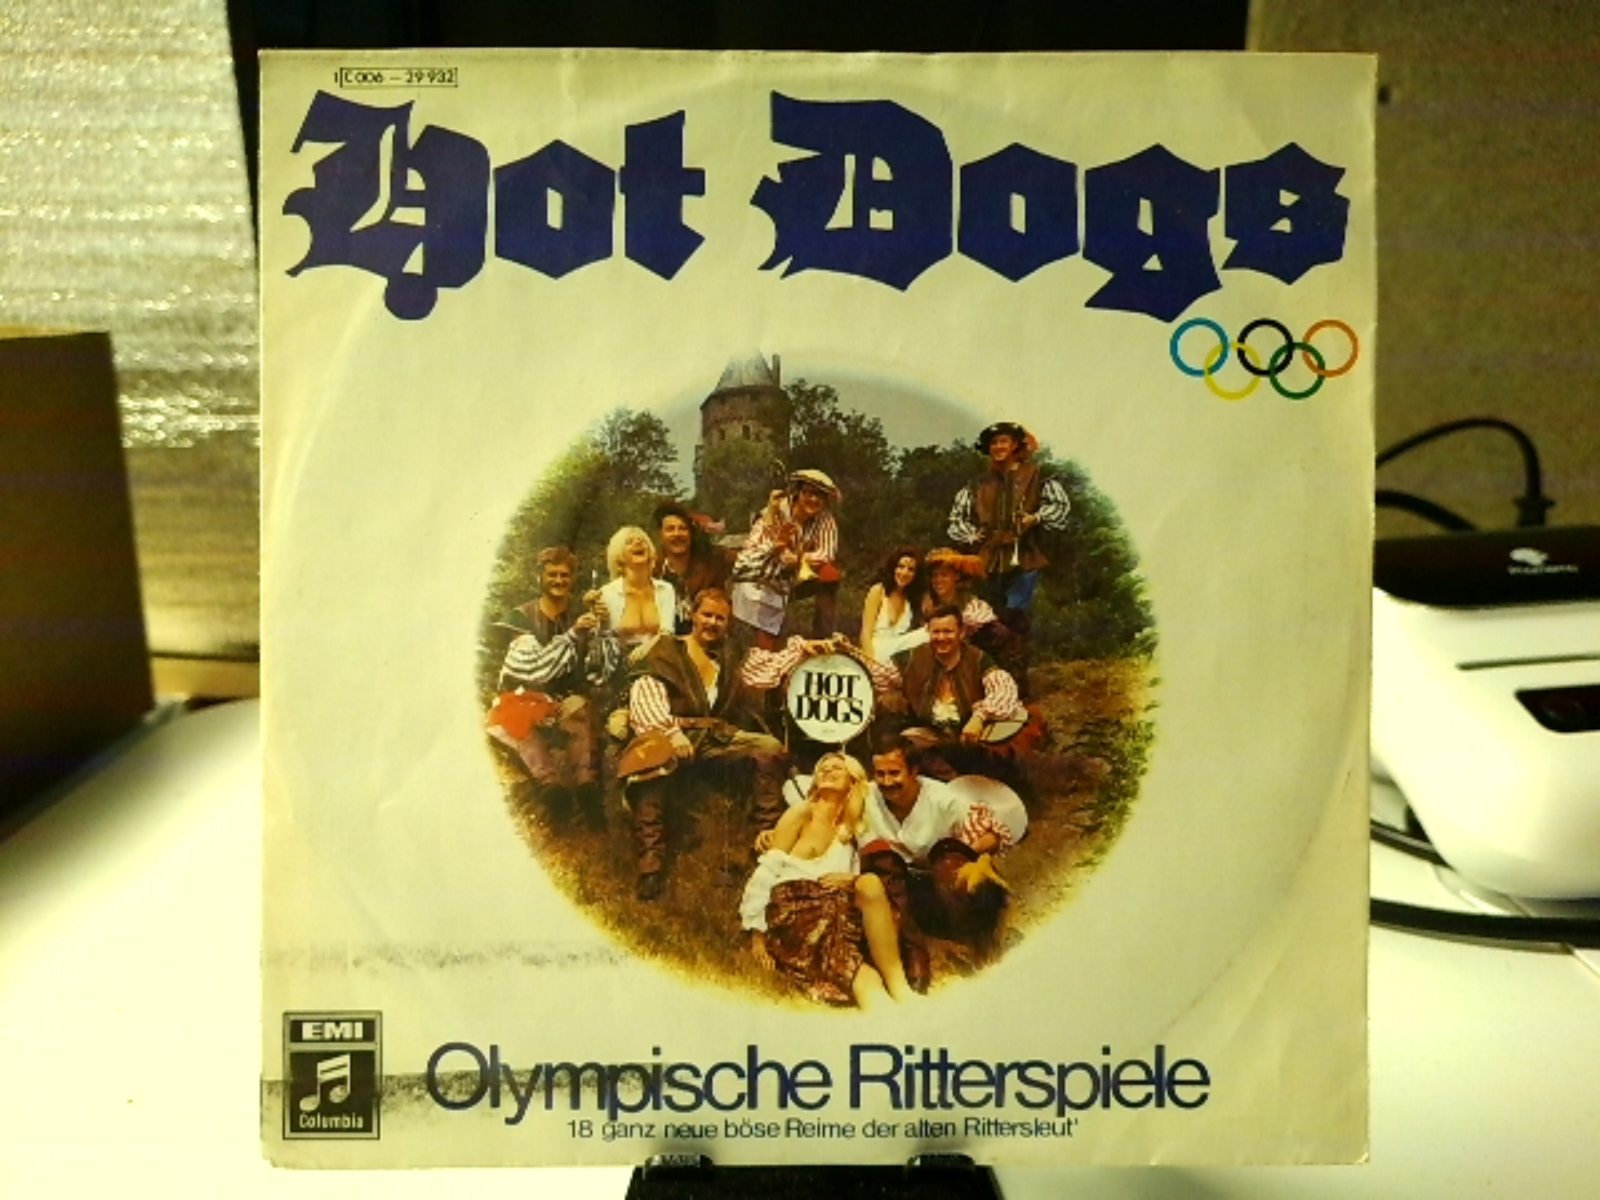 1C 006 – 29 932
Hot Dogs
HOT
DOGS
EMI
Columbia
Olympische Ritterspiele
18 ganz neue böse Reime der alten Rittersleut'